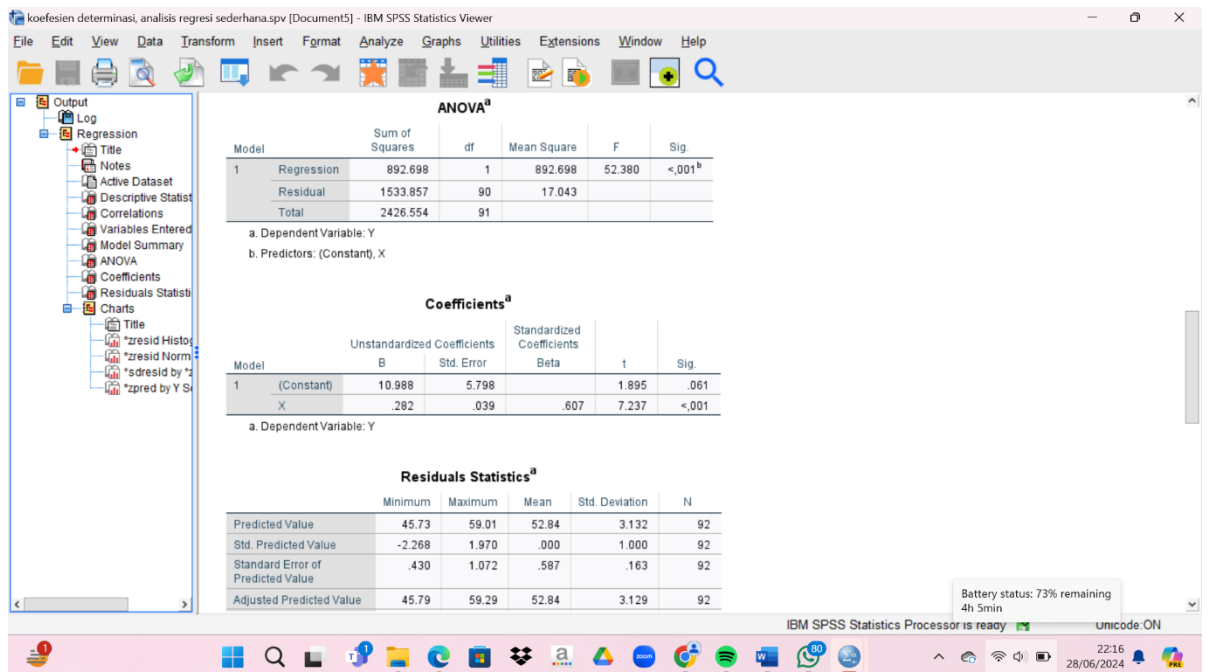 koefesien determinasi, analisis regresi sederhana.spv [Document5] - IBM SPSS Statistics Viewer
File Edit View Data Transform Insert Format Analyze Graphs Utilities Extensions Window Help
Output
Log
Regression
Title
Notes
Active Dataset
Descriptive Statist
Correlations
Variables Entered
Model Summary
ANOVA
Coefficients
Residuals Statisti
Charts
Title
*zresid Histog
*zresid Norm
*sdresid by *z
*zpred by Y S
ANOVAa
Model Sum of Squares df Mean Square F Sig.
1 Regression 892.698 1 892.698 52.380 <,001b
Residual 1533.857 90 17.043
Total 2426.554 91
a. Dependent Variable: Y
b. Predictors: (Constant), X
Coefficientsa
Unstandardized Coefficients Standardized Coefficients
Model B Std. Error Beta t Sig.
1 (Constant) 10.988 5.798 1.895 .061
X .282 .039 .607 7.237 <,001
a. Dependent Variable: Y
Residuals Statisticsa
Minimum Maximum Mean Std. Deviation N
Predicted Value 45.73 59.01 52.84 3.132 92
Std. Predicted Value -2.268 1.970 .000 1.000 92
Standard Error of Predicted Value .430 1.072 .587 .163 92
Adjusted Predicted Value 45.79 59.29 52.84 3.129 92
Battery status: 73% remaining
4h 5min
IBM SPSS Statistics Processor is ready Unicode:ON
1 1 a zoom W 80 22:16
28/06/2024 PRE